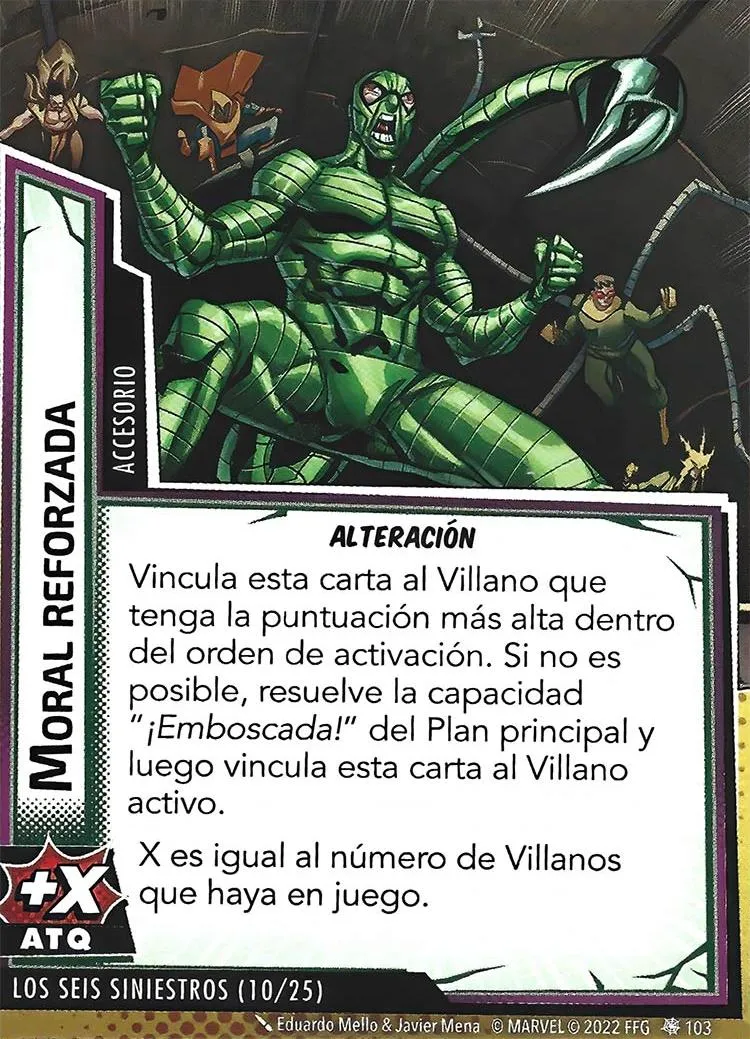 ACCESORIO
MORAL REFORZADA
ALTERACIÓN
Vincula esta carta al Villano que
tenga la puntuación más alta dentro
del orden de activación. Si no es
posible, resuelve la capacidad
"¡Emboscada!" del Plan principal y
luego vincula esta carta al Villano
activo.
X es igual al número de Villanos
que haya en juego.
+X
ATQ
LOS SEIS SINIESTROS (10/25)
Eduardo Mello & Javier Mena © MARVEL © 2022 FFG 103